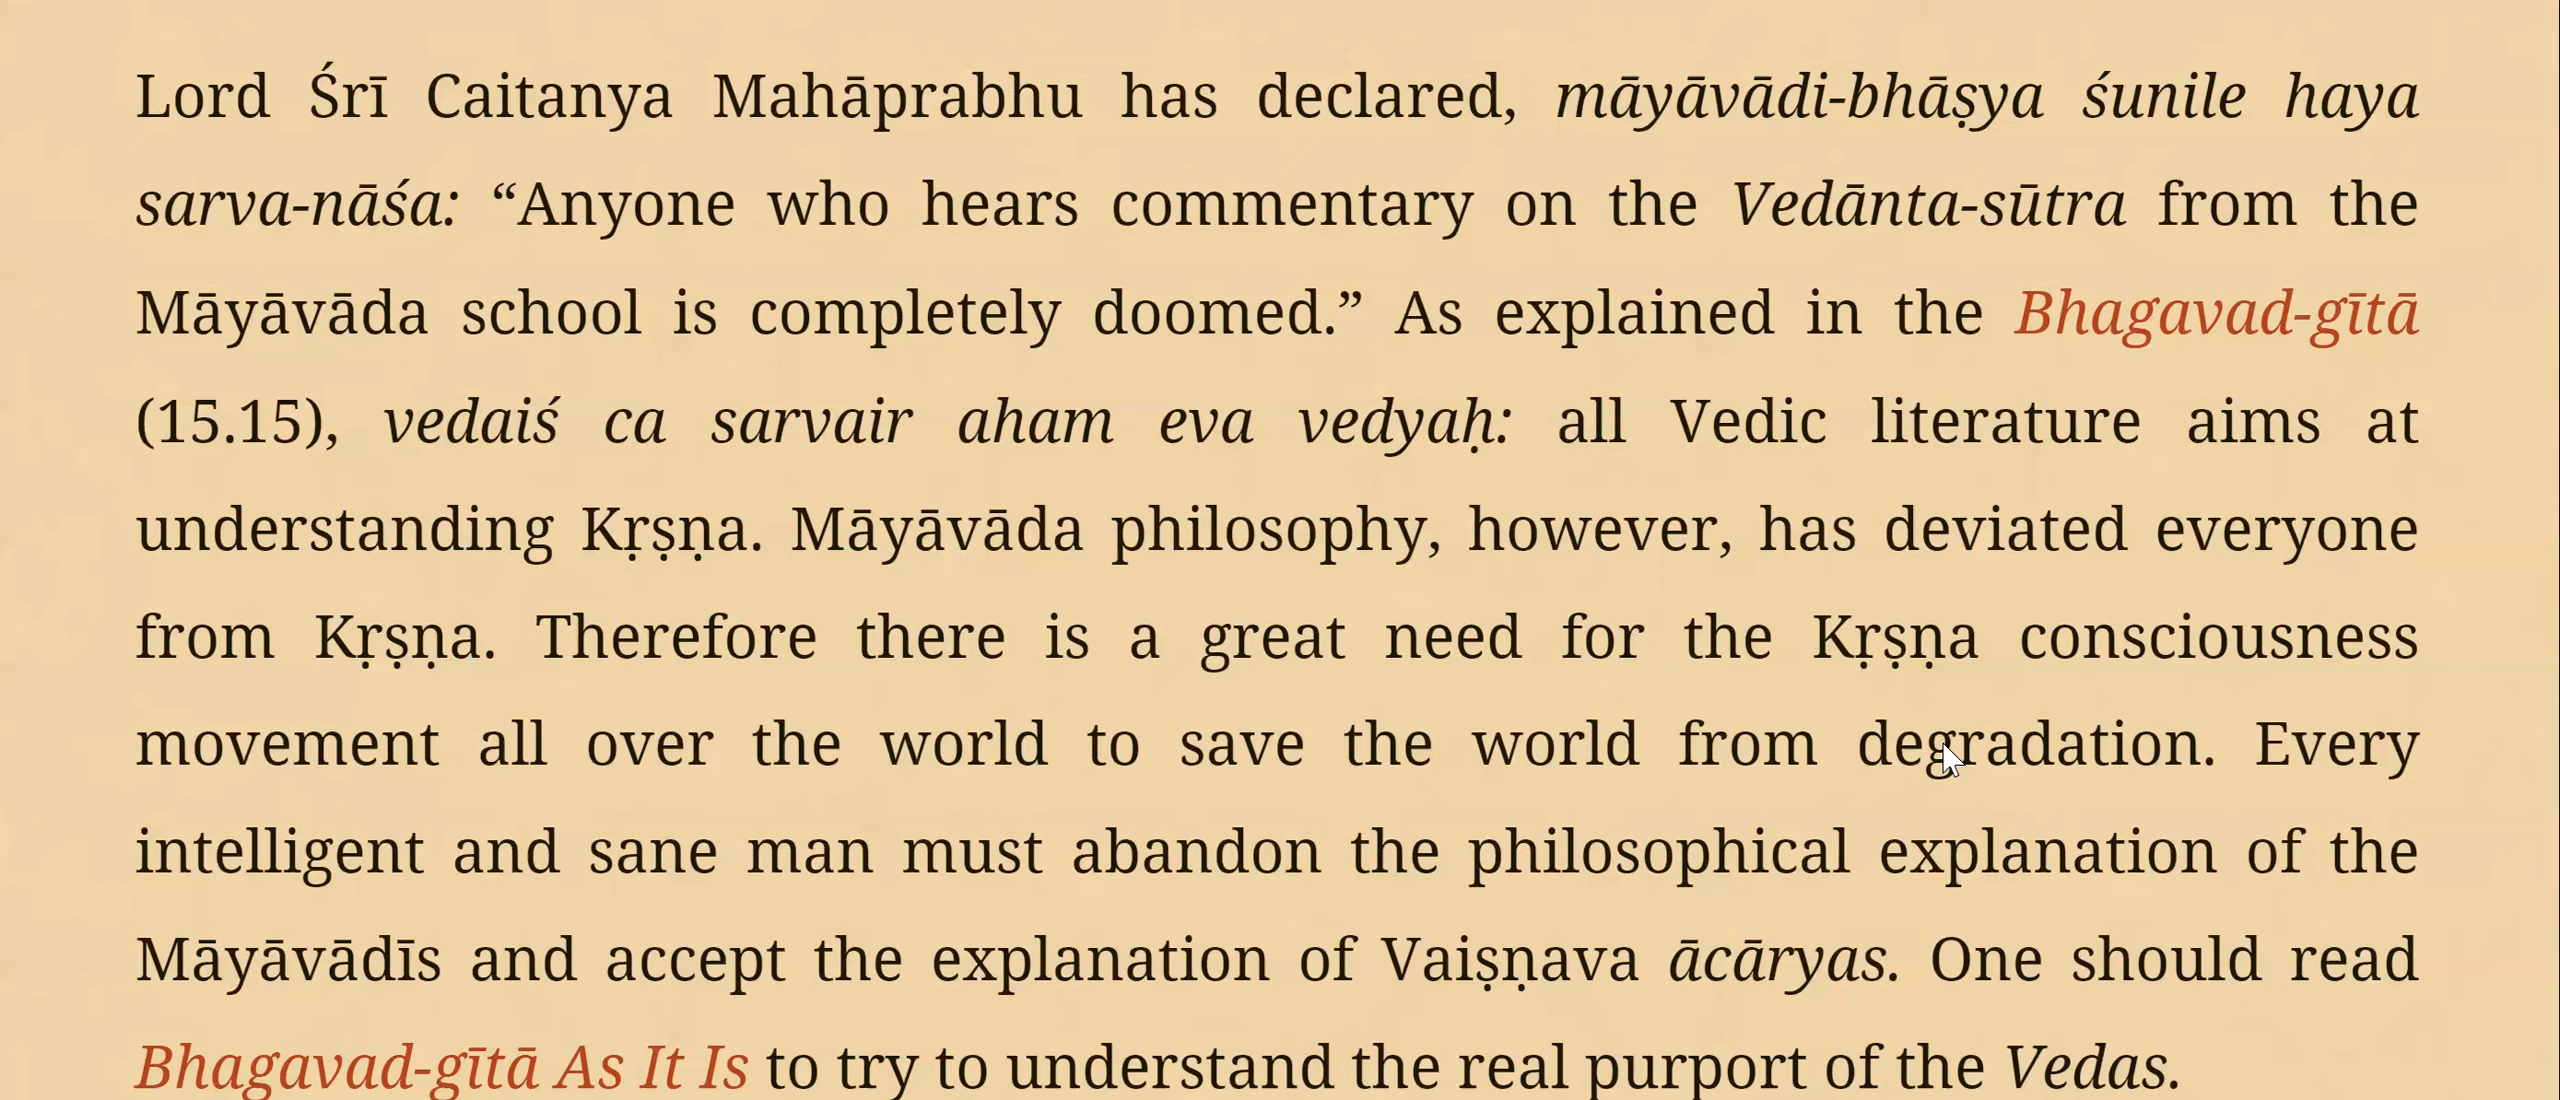 Lord Śrī Caitanya Mahāprabhu has declared, māyāvādi-bhāṣya śunile haya
sarva-nāśa: “Anyone who hears commentary on the Vedānta-sūtra from the
Māyāvāda school is completely doomed.” As explained in the Bhagavad-gītā
(15.15), vedaiś ca sarvair aham eva vedyaḥ: all Vedic literature aims at
understanding Kṛṣṇa. Māyāvāda philosophy, however, has deviated everyone
from Kṛṣṇa. Therefore there is a great need for the Kṛṣṇa consciousness
movement all over the world to save the world from degradation. Every
intelligent and sane man must abandon the philosophical explanation of the
Māyāvādīs and accept the explanation of Vaiṣṇava ācāryas. One should read
Bhagavad-gītā As It Is to try to understand the real purport of the Vedas.